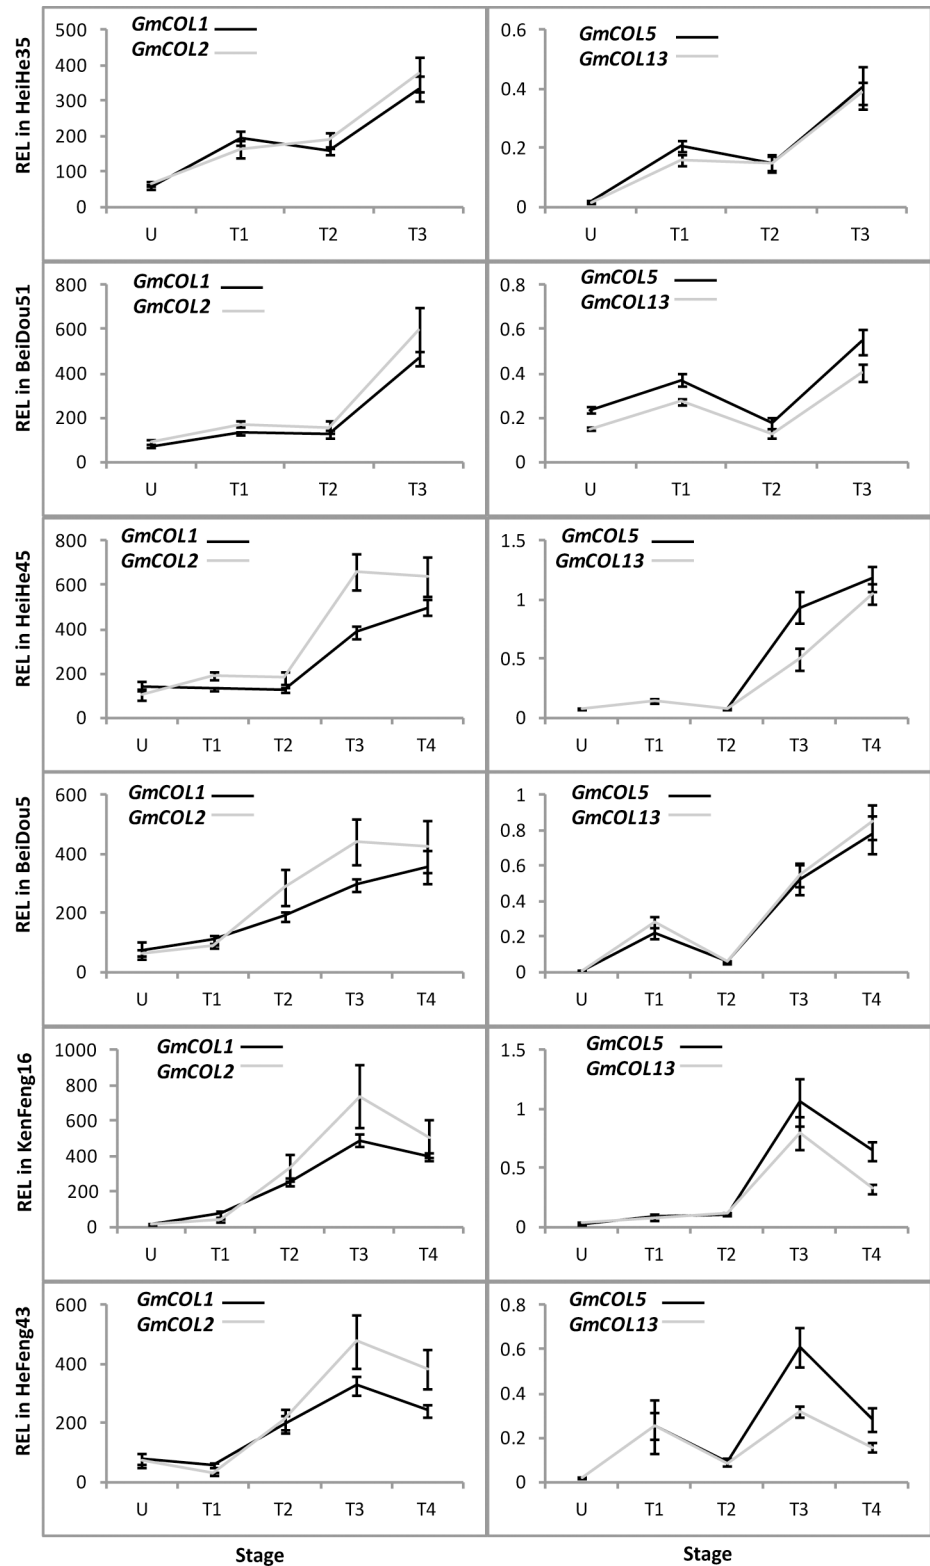 REL in HeiHe35
GmCOL1
GmCOL2
500
400
300
200
100
0
U T1 T2 T3
GmCOL5
GmCOL13
0.6
0.4
0.2
0
U T1 T2 T3
REL in BeiDou51
GmCOL1
GmCOL2
800
600
400
200
0
U T1 T2 T3
GmCOL5
GmCOL13
0.8
0.6
0.4
0.2
0
U T1 T2 T3
REL in HeiHe45
GmCOL1
GmCOL2
800
600
400
200
0
U T1 T2 T3 T4
GmCOL5
GmCOL13
1.5
1
0.5
0
U T1 T2 T3 T4
REL in BeiDou5
GmCOL1
GmCOL2
600
400
200
0
U T1 T2 T3 T4
GmCOL5
GmCOL13
1
0.8
0.6
0.4
0.2
0
U T1 T2 T3 T4
REL in KenFeng16
GmCOL1
GmCOL2
1000
800
600
400
200
0
U T1 T2 T3 T4
GmCOL5
GmCOL13
1.5
1
0.5
0
U T1 T2 T3 T4
REL in HeFeng43
GmCOL1
GmCOL2
600
400
200
0
U T1 T2 T3 T4
GmCOL5
GmCOL13
0.8
0.6
0.4
0.2
0
U T1 T2 T3 T4
Stage
Stage